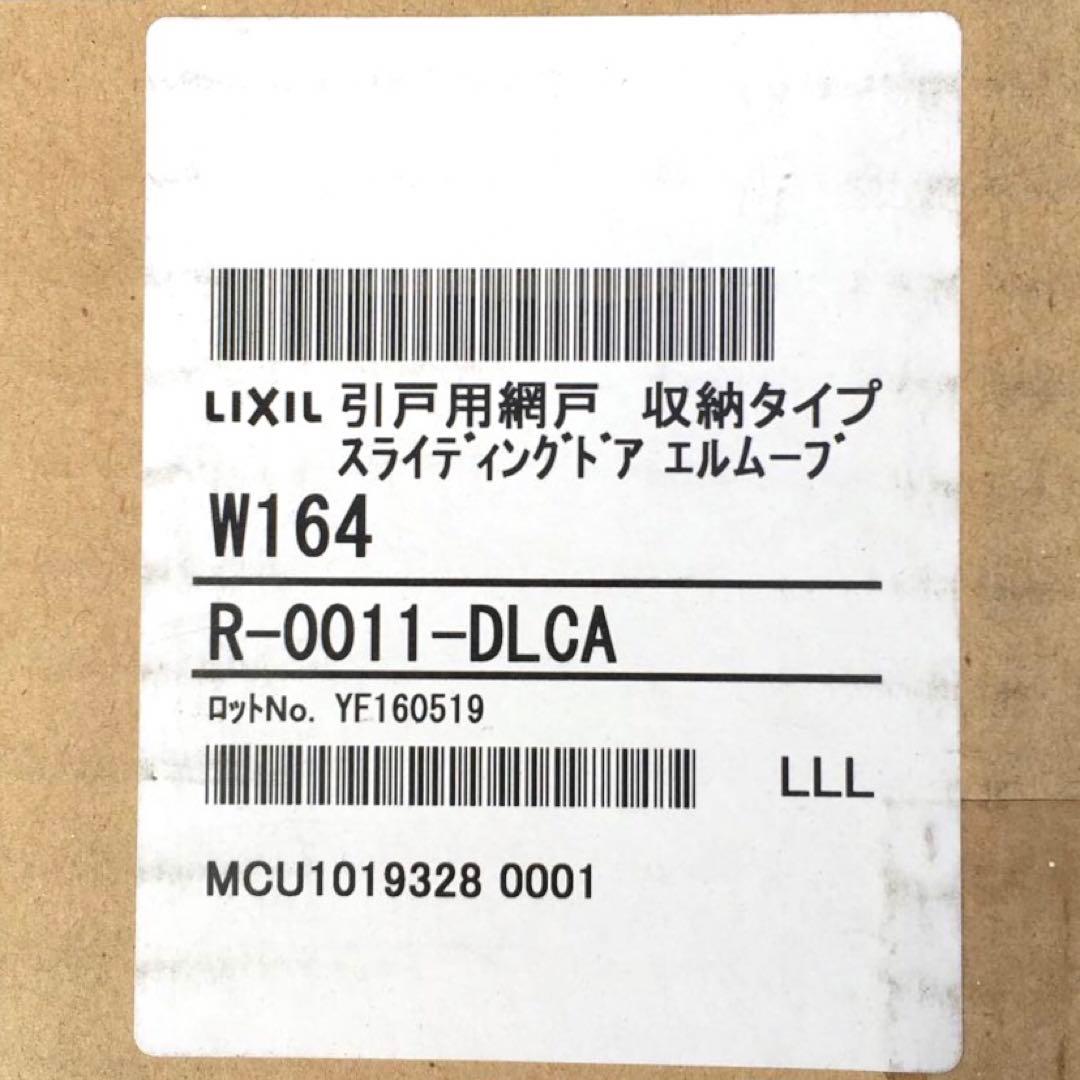 LIXIL 引戸用網戸 収納タイプ
ｽﾗｲﾃﾞｨﾝｸﾞﾄﾞｱ ｴﾙﾑｰﾌﾞ
W164
R-0011-DLCA
ﾛｯﾄNo. YF160519
LLL
MCU1019328 0001